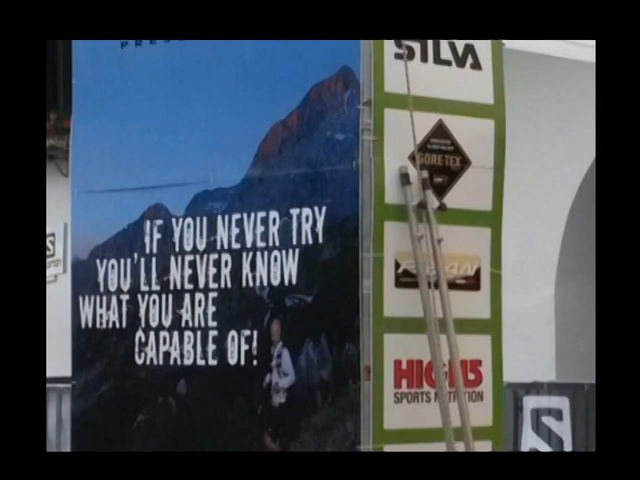 SILVA
GORE-TEX
IF YOU NEVER TRY
YOU'LL NEVER KNOW
WHAT YOU ARE
CAPABLE OF!
HIGH5
SPORTS NUTRITION
S